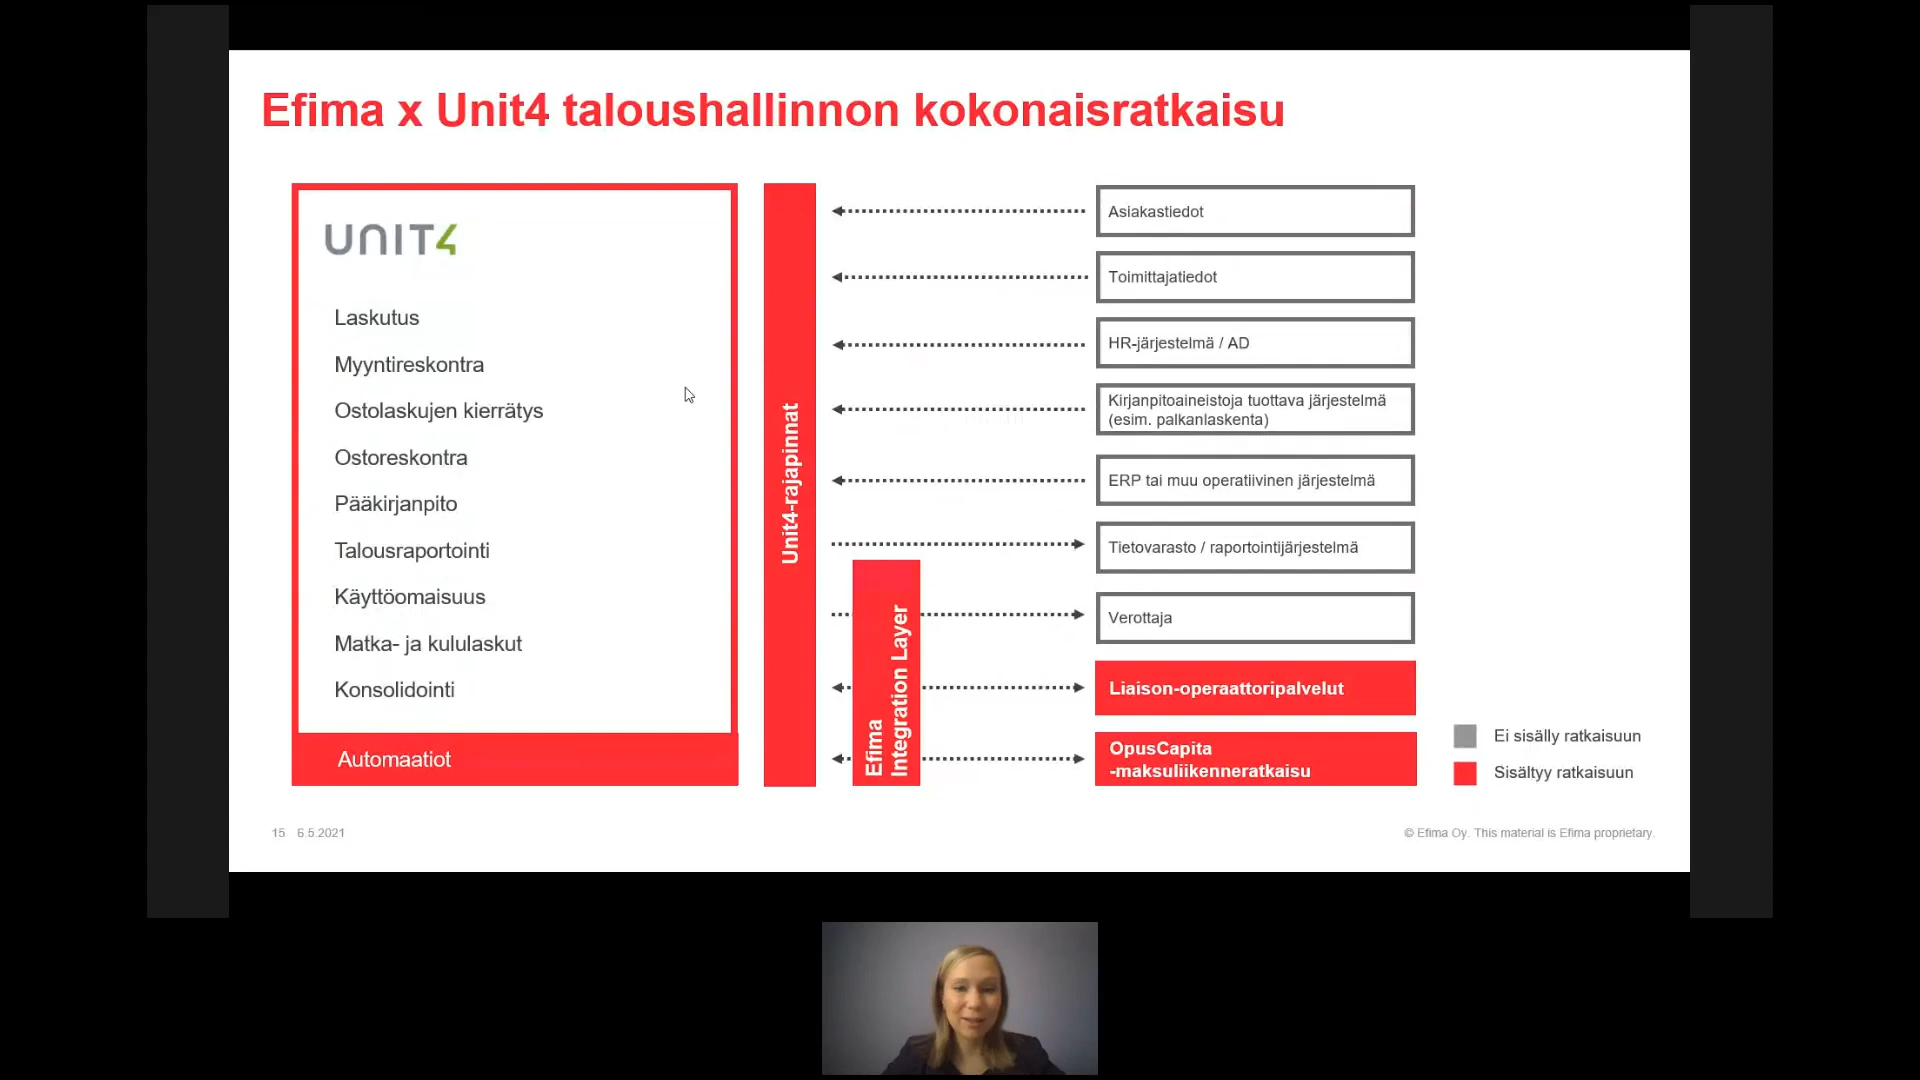 Efima x Unit4 taloushallinnon kokonaisratkaisu
UNIT4
Laskutus
Myyntireskontra
Ostolaskujen kierrätys
Ostoreskontra
Pääkirjanpito
Talousraportointi
Käyttöomaisuus
Matka- ja kululaskut
Konsolidointi
Automaatiot
Unit4-rajapinnat
Efima
Integration Layer
Asiakastiedot
Toimittajatiedot
HR-järjestelmä / AD
Kirjanpitoaineistoja tuottava järjestelmä
(esim. palkanlaskenta)
ERP tai muu operatiivinen järjestelmä
Tietovarasto / raportointijärjestelmä
Verottaja
Liaison-operaattoripalvelut
OpusCapita
-maksuliikenneratkaisu
Ei sisälly ratkaisuun
Sisältyy ratkaisuun
15 6.5.2021
© Efima Oy. This material is Efima proprietary.